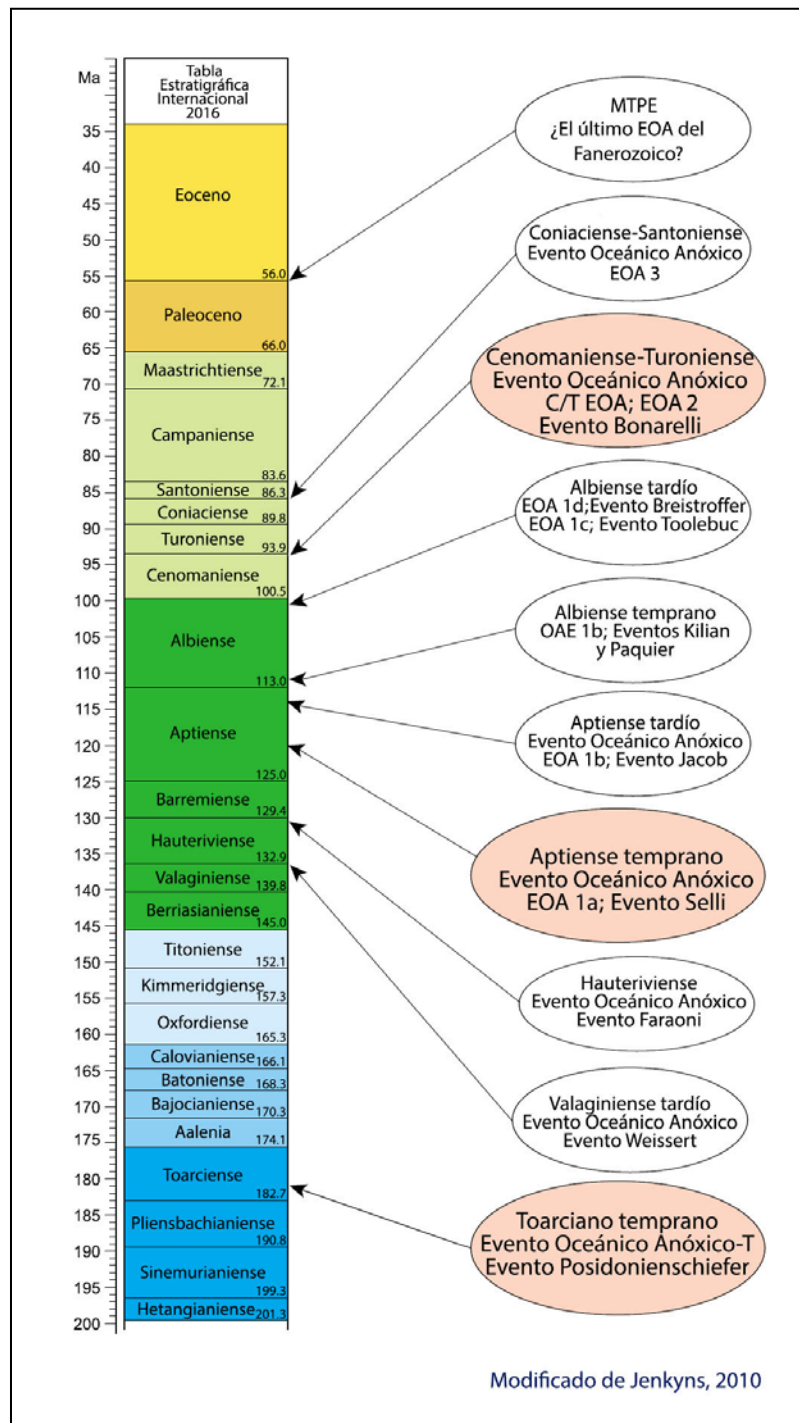 Ma
Tabla
Estratigráfica
Internacional
2016
35
40
45
50
55
60
65
70
75
80
85
90
95
100
105
110
115
120
125
130
135
140
145
150
155
160
165
170
175
180
185
190
195
200
Eoceno
56.0
Paleoceno
66.0
Maastrichtiense
72.1
Campaniense
83.6
Santoniense 86.3
Coniaciense 89.8
Turoniense
93.9
Cenomaniense
100.5
Albiense
113.0
Aptiense
125.0
Barremiense
129.4
Hauteriviense
132.9
Valaginiense
139.8
Berriasianiense
145.0
Titoniense
152.1
Kimmeridgiense
157.3
Oxfordiense
165.3
Calovianiense 166.1
Batoniense 168.3
Bajocianiense 170.3
Aalenia 174.1
Toarciense
182.7
Pliensbachianiense
190.8
Sinemurianiense
199.3
Hetangianiense 201.3
MTPE
¿El último EOA del
Fanerozoico?
Coniaciense-Santoniense
Evento Oceánico Anóxico
EOA 3
Cenomaniense-Turoniense
Evento Oceánico Anóxico
C/T EOA; EOA 2
Evento Bonarelli
Albiense tardío
EOA 1d;Evento Breistroffer
EOA 1c; Evento Toolebuc
Albiense temprano
OAE 1b; Eventos Kilian
y Paquier
Aptiense tardío
Evento Oceánico Anóxico
EOA 1b; Evento Jacob
Aptiense temprano
Evento Oceánico Anóxico
EOA 1a; Evento Selli
Hauteriviense
Evento Oceánico Anóxico
Evento Faraoni
Valaginiense tardío
Evento Oceánico Anóxico
Evento Weissert
Toarciano temprano
Evento Oceánico Anóxico-T
Evento Posidonienschiefer
Modificado de Jenkyns, 2010